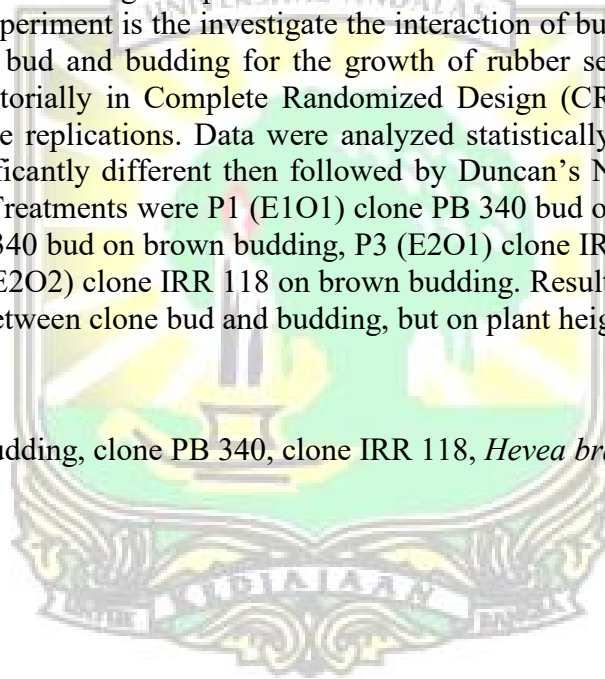 periment is the investigate the interaction of bu
bud and budding for the growth of rubber se
torially in Complete Randomized Design (CR
e replications. Data were analyzed statistically
ficantly different then followed by Duncan's N
Treatments were P1 (E1O1) clone PB 340 bud o
340 bud on brown budding, P3 (E2O1) clone IR
E2O2) clone IRR 118 on brown budding. Result
etween clone bud and budding, but on plant heig
udding, clone PB 340, clone IRR 118, Hevea br
UNTUK KEDJAJAAN BANGSA